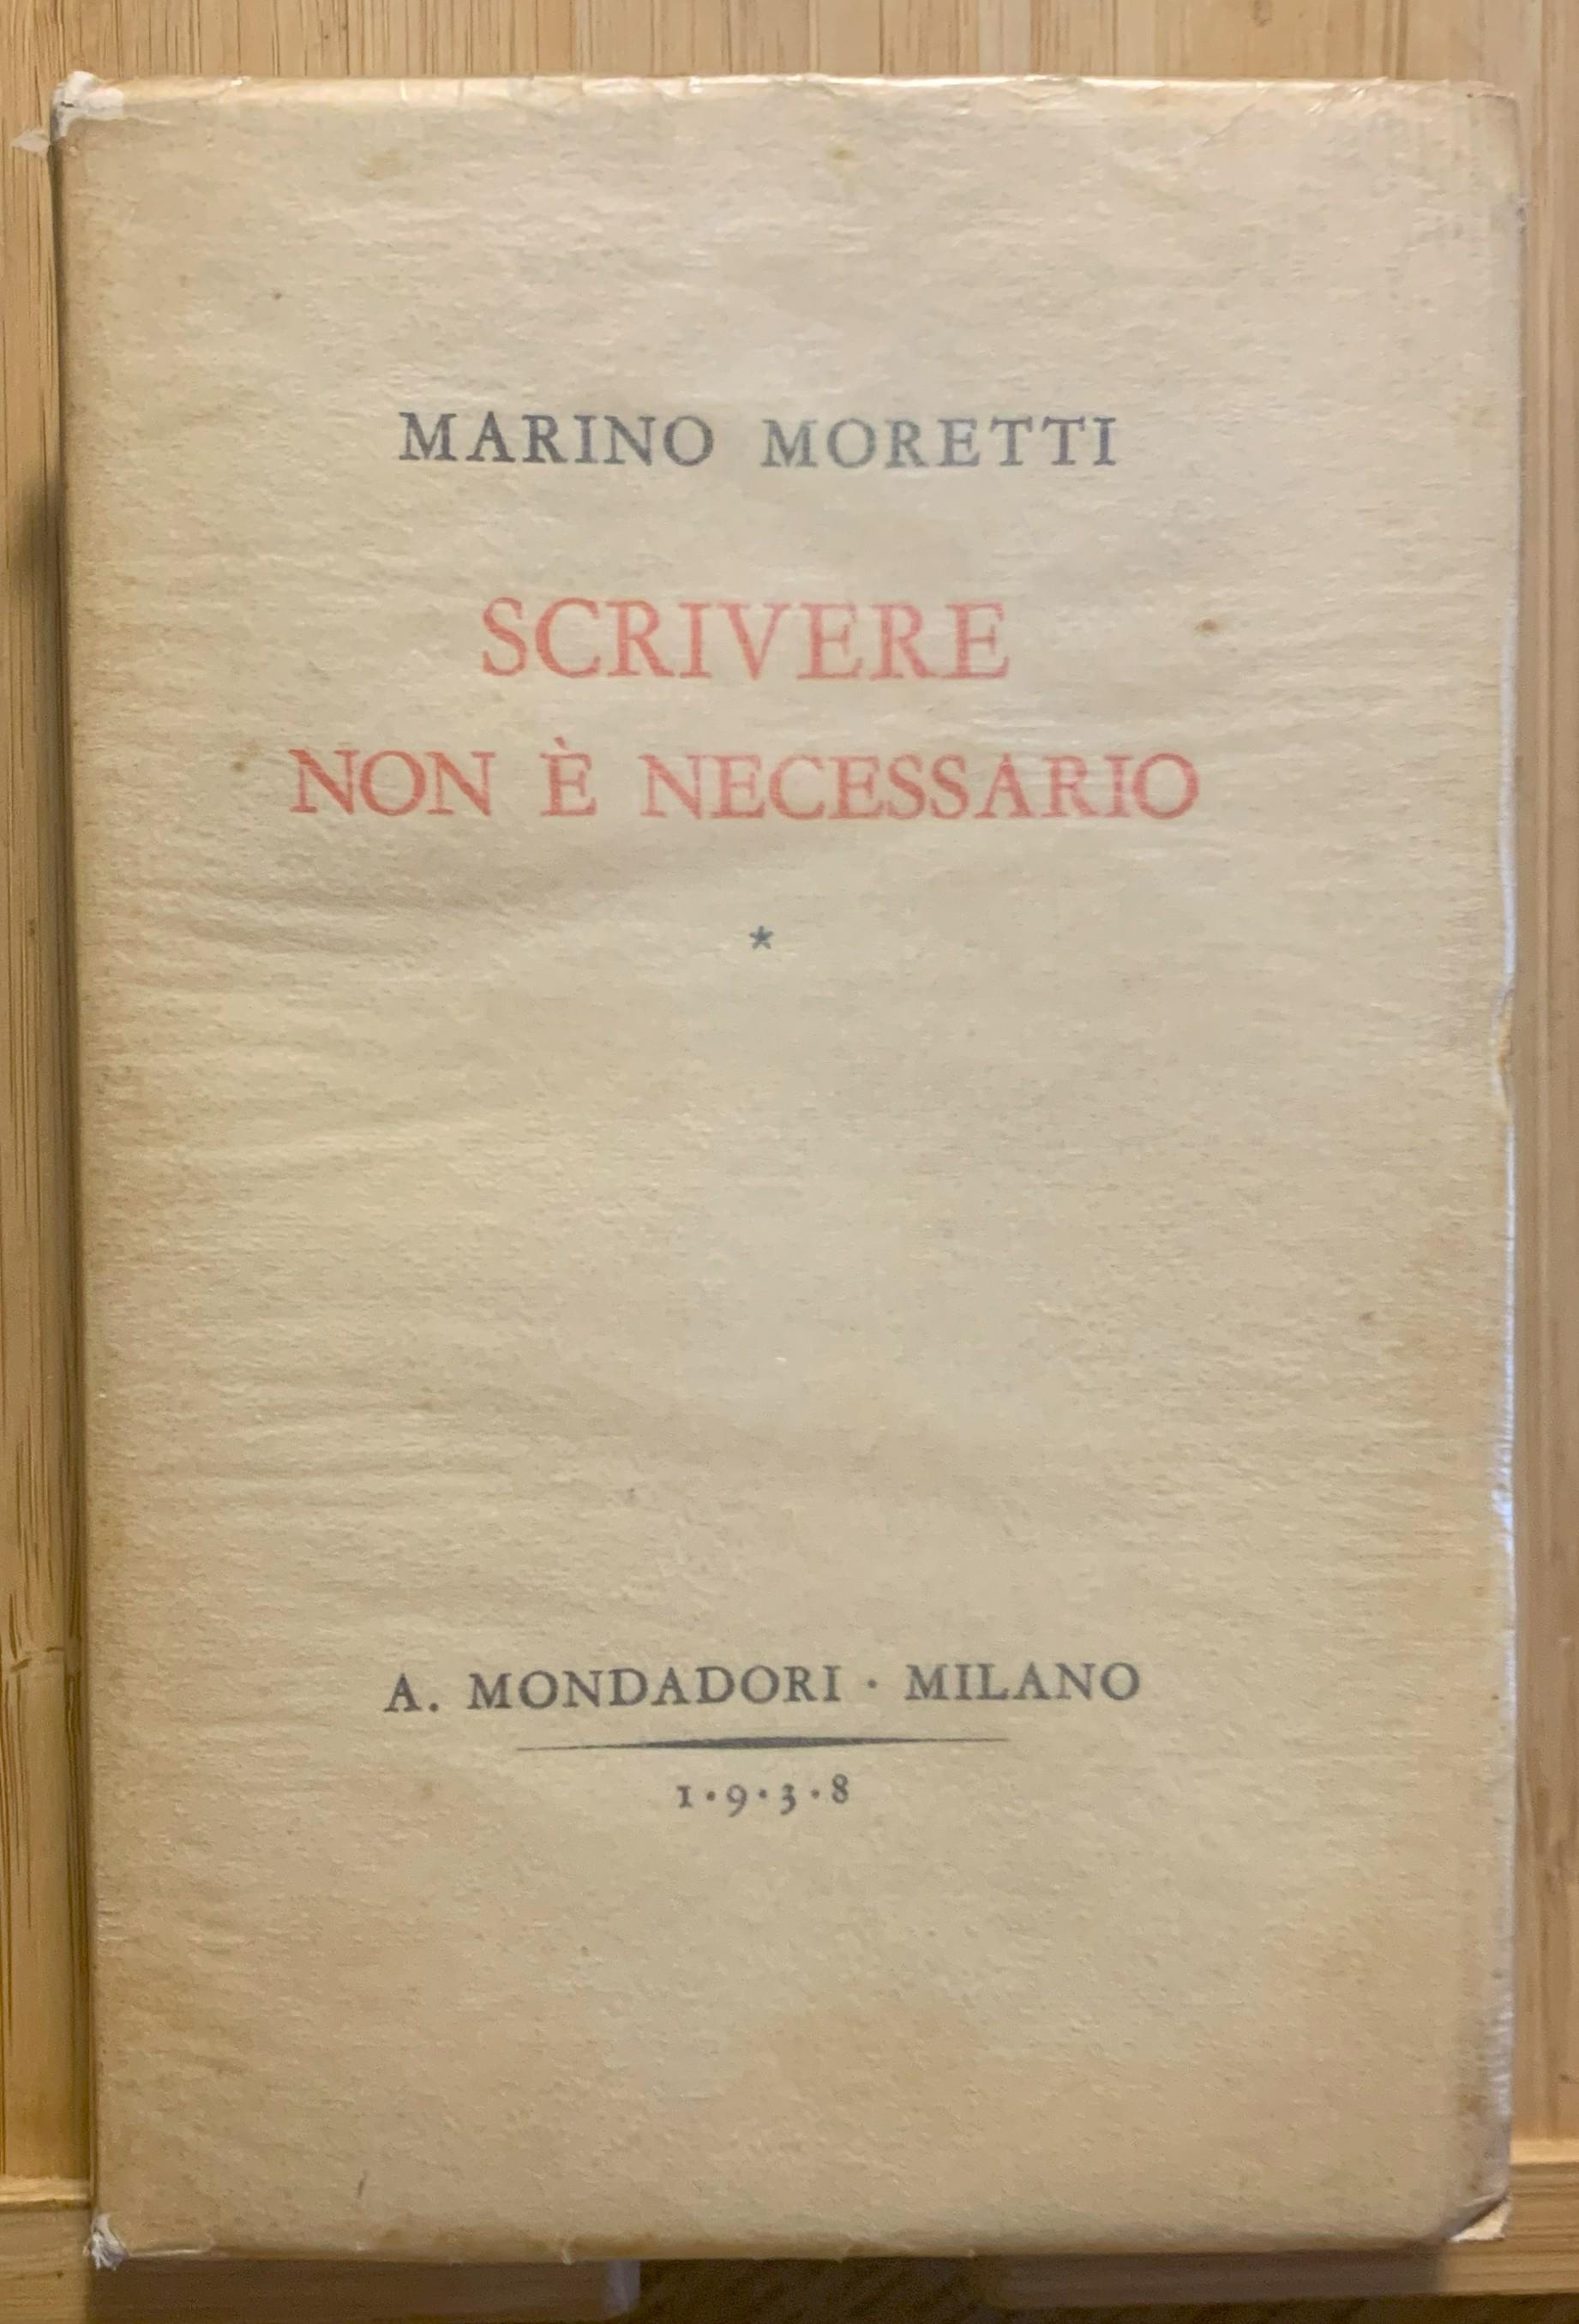 MARINO MORETTI
SCRIVERE
NON È NECESSARIO
*
A. MONDADORI · MILANO
1·9·3·8